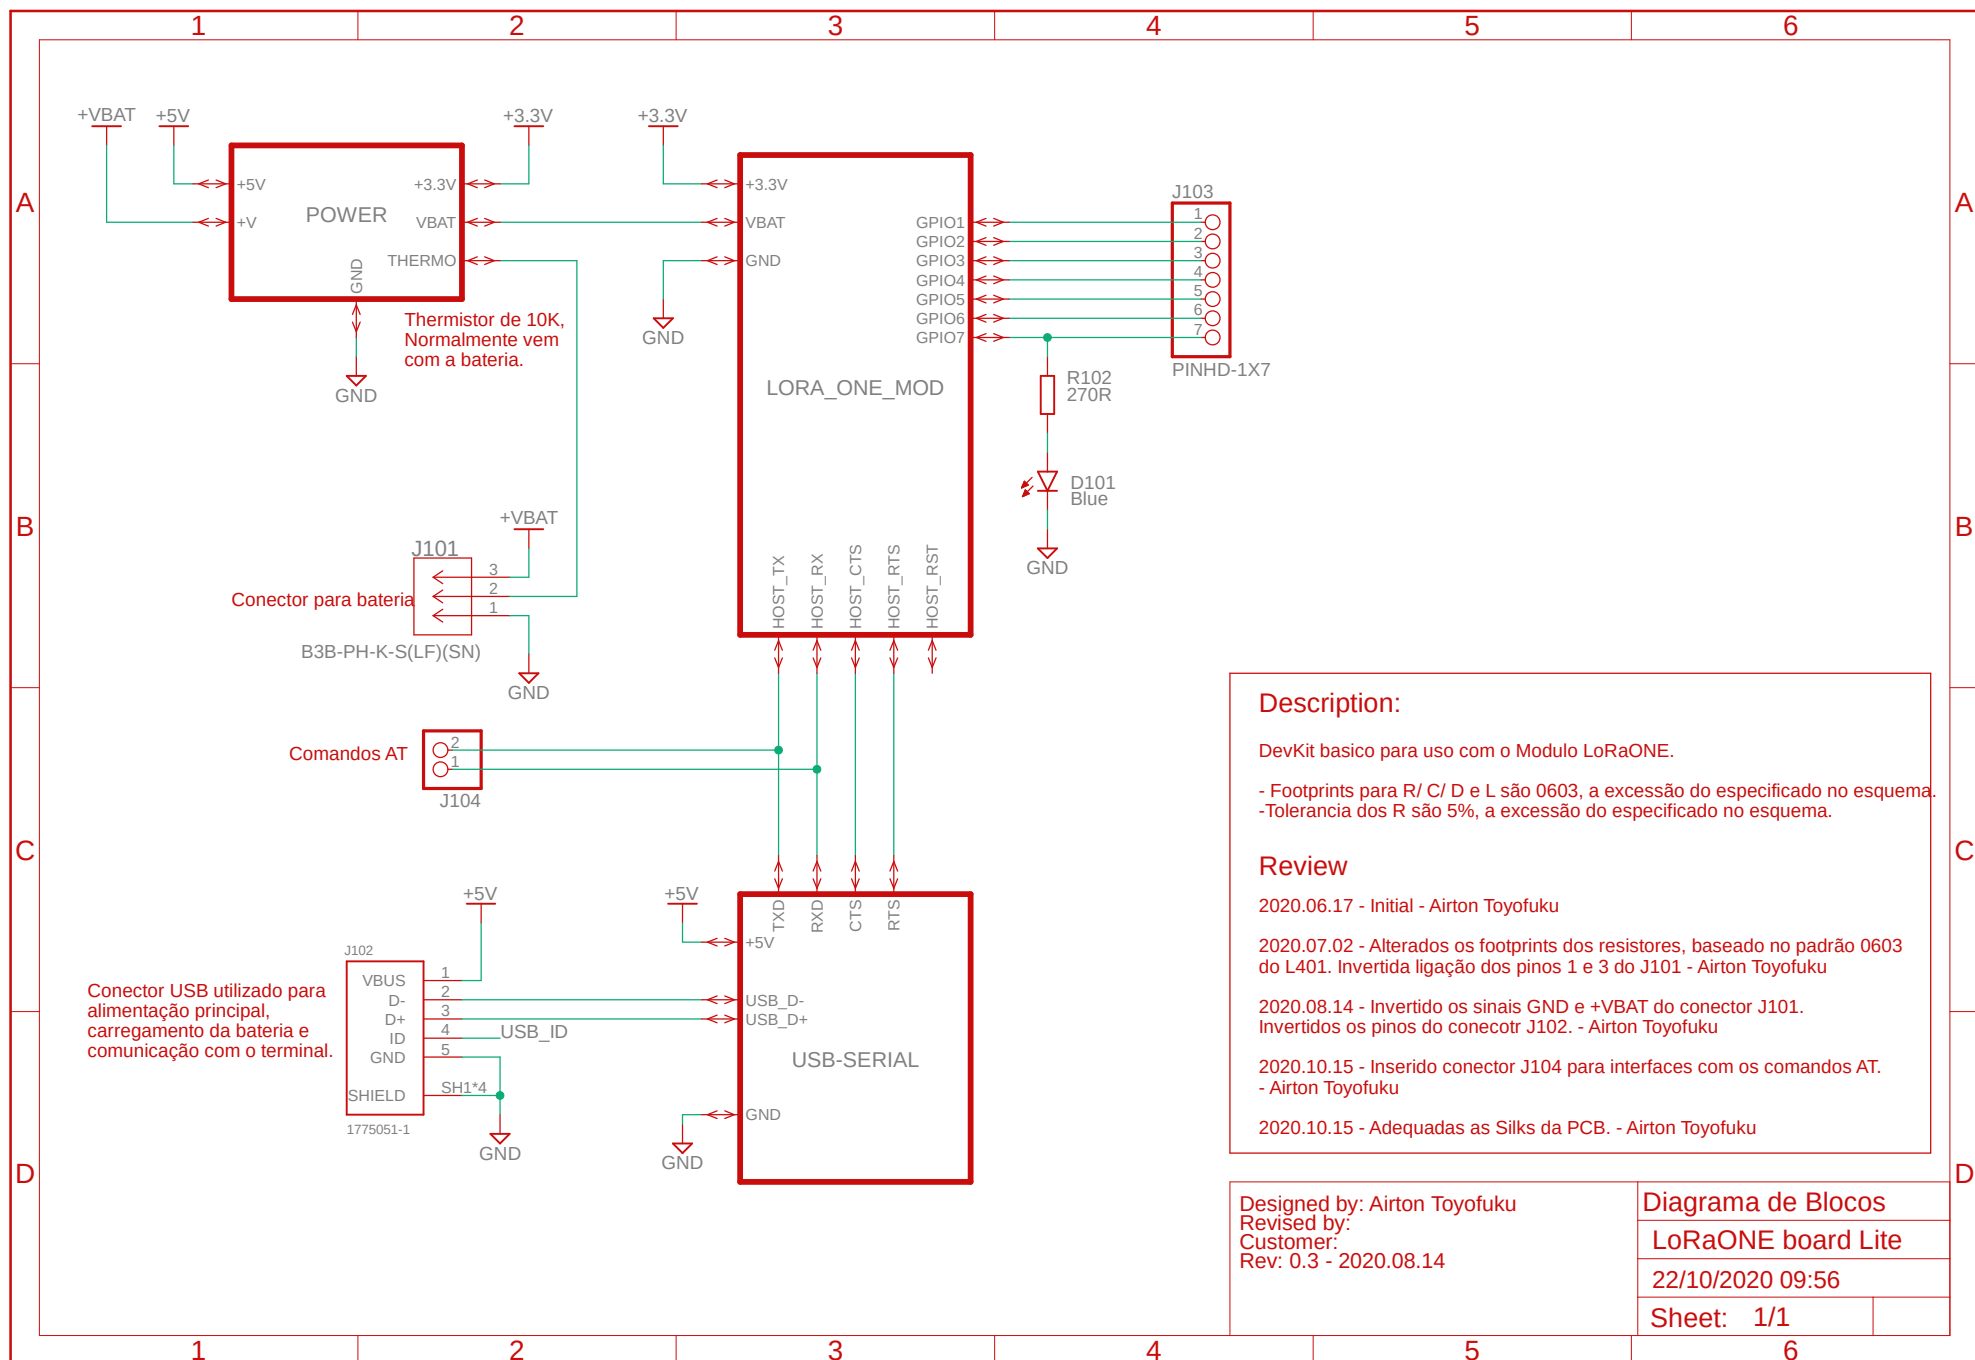 1 2 3 4 5 6
A
B
C
D
A
B
C
D
+VBAT
+5V
+3.3V
+5V
+V
POWER
+3.3V
VBAT
THERMO
GND
GND
Thermistor de 10K,
Normalmente vem
com a bateria.
+3.3V
+3.3V
VBAT
GND
GND
LORA_ONE_MOD
GPIO1
GPIO2
GPIO3
GPIO4
GPIO5
GPIO6
GPIO7
HOST_TX
HOST_RX
HOST_CTS
HOST_RTS
HOST_RST
J103
1
2
3
4
5
6
7
PINHD-1X7
R102
270R
D101
Blue
GND
+VBAT
J101
3
2
1
Conector para bateria
B3B-PH-K-S(LF)(SN)
GND
Comandos AT
2
1
J104
+5V
J102
VBUS 1
D- 2
D+ 3
ID 4
GND 5
SHIELD SH1*4
1775051-1
USB_ID
GND
Conector USB utilizado para
alimentação principal,
carregamento da bateria e
comunicação com o terminal.
+5V
TXD
RXD
CTS
RTS
+5V
USB_D-
USB_D+
USB-SERIAL
GND
GND
Description:
DevKit basico para uso com o Modulo LoRaONE.
- Footprints para R/ C/ D e L são 0603, a excessão do especificado no esquema.
-Tolerancia dos R são 5%, a excessão do especificado no esquema.
Review
2020.06.17 - Initial - Airton Toyofuku
2020.07.02 - Alterados os footprints dos resistores, baseado no padrão 0603
do L401. Invertida ligação dos pinos 1 e 3 do J101 - Airton Toyofuku
2020.08.14 - Invertido os sinais GND e +VBAT do conector J101.
Invertidos os pinos do conecotr J102. - Airton Toyofuku
2020.10.15 - Inserido conector J104 para interfaces com os comandos AT.
- Airton Toyofuku
2020.10.15 - Adequadas as Silks da PCB. - Airton Toyofuku
Designed by: Airton Toyofuku
Revised by:
Customer:
Rev: 0.3 - 2020.08.14
Diagrama de Blocos
LoRaONE board Lite
22/10/2020 09:56
Sheet: 1/1
1 2 3 4 5 6